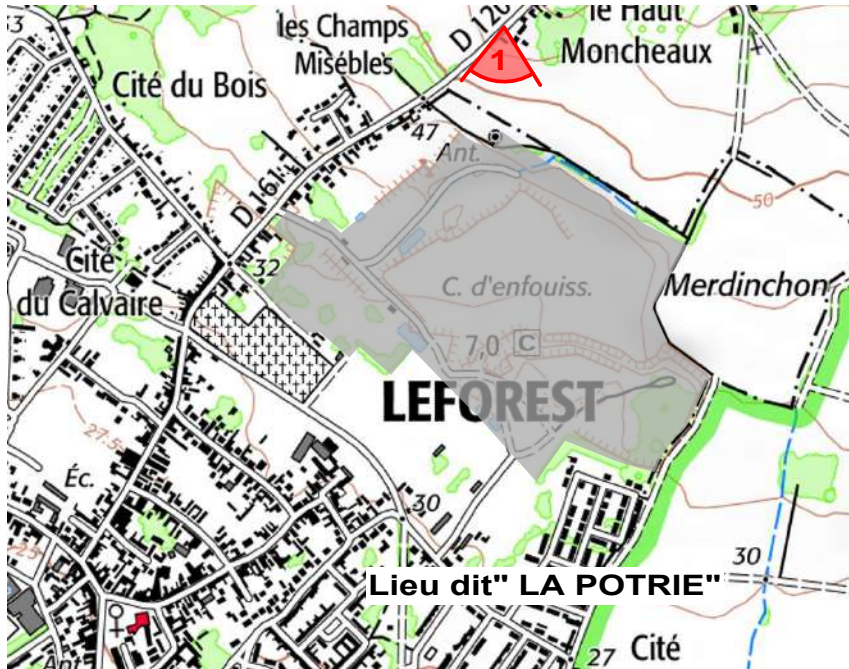 les Champs
Misébles
D 120
1
le Haut
Moncheaux
Cité du Bois
47
Ant.
D 161
50
Cité
du Calvaire
32
C. d'enfouiss.
Merdinchon
7,0 C
LEFOREST
27.5
Éc.
30
30
Lieu dit" LA POTRIE"
27
Cité
Ant